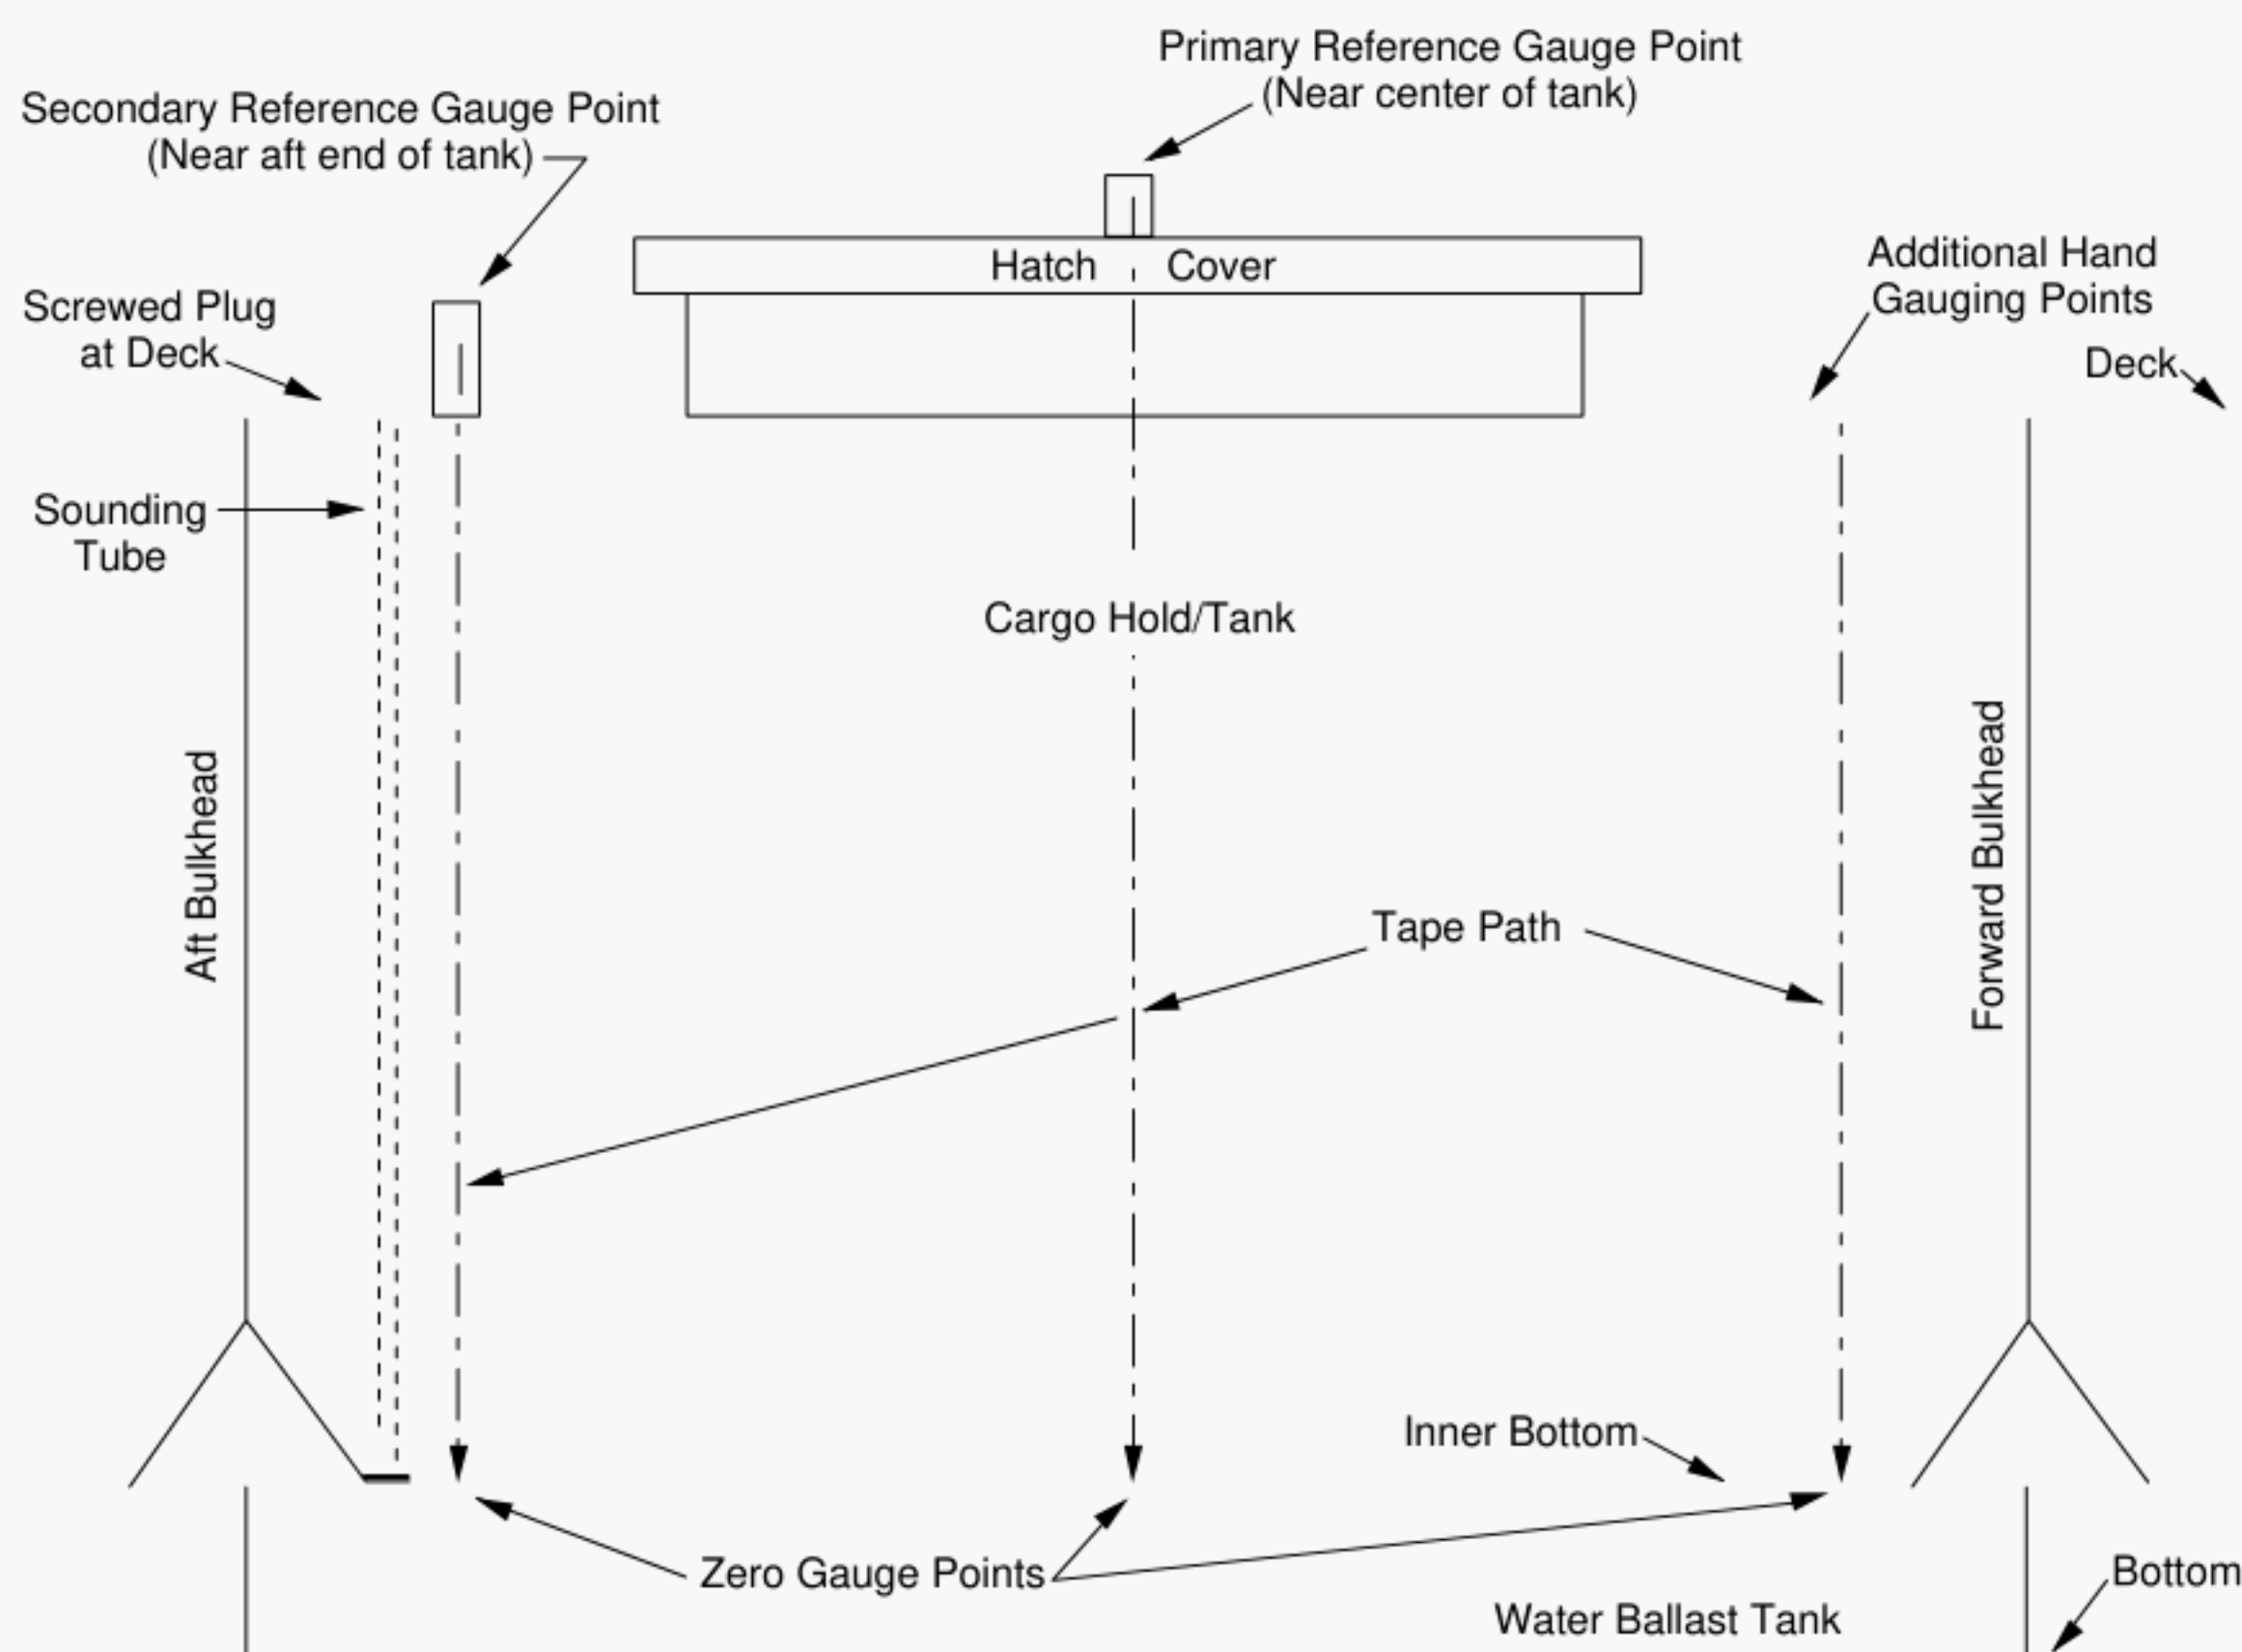 Primary Reference Gauge Point
(Near center of tank)
Secondary Reference Gauge Point
(Near aft end of tank)
Hatch Cover
Additional Hand
Gauging Points
Screwed Plug
at Deck
Deck
Sounding
Tube
Cargo Hold/Tank
Aft Bulkhead
Forward Bulkhead
Tape Path
Inner Bottom
Zero Gauge Points
Bottom
Water Ballast Tank